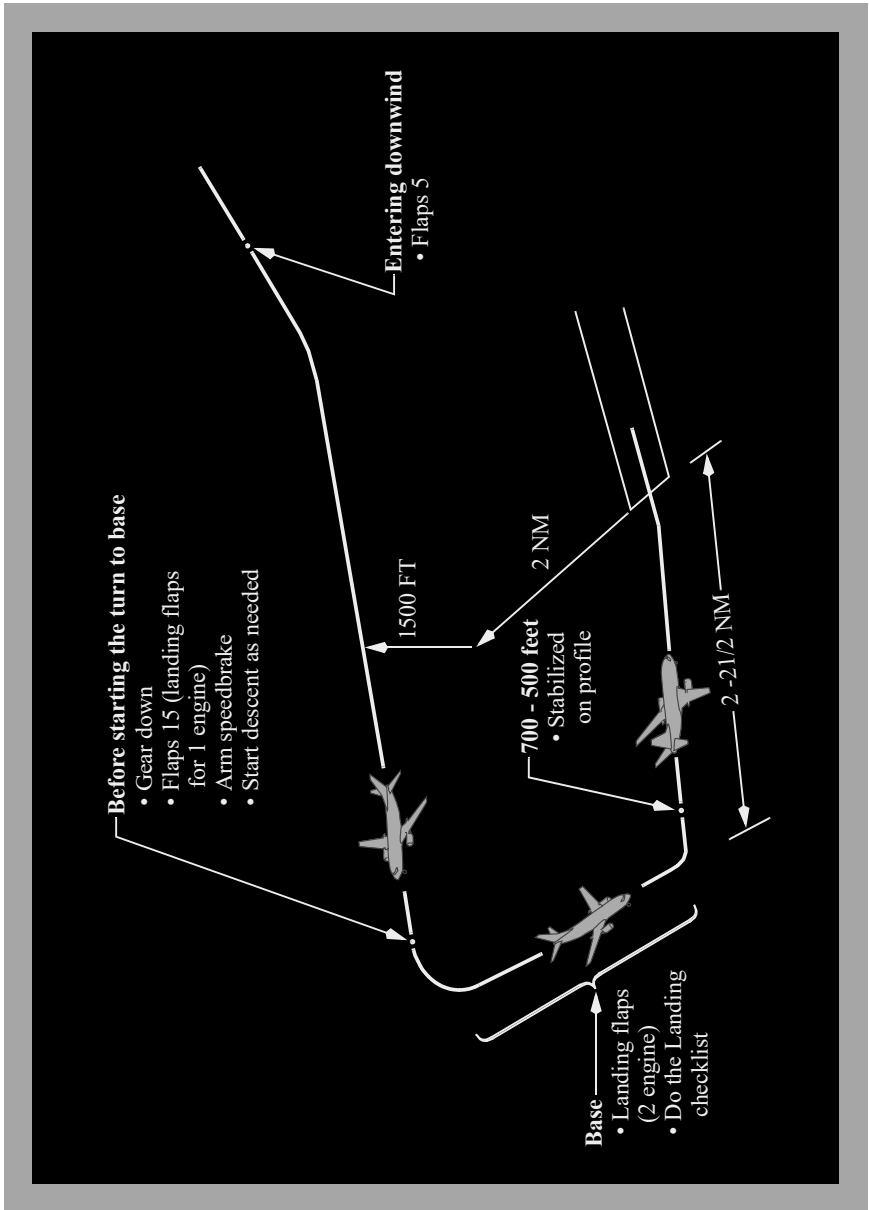 Before starting the turn to base
• Gear down
• Flaps 15 (landing flaps
for 1 engine)
• Arm speedbrake
• Start descent as needed
Entering downwind
• Flaps 5
1500 FT
2 NM
700 - 500 feet
• Stabilized
on profile
2 -21/2 NM
Base
• Landing flaps
(2 engine)
• Do the Landing
checklist